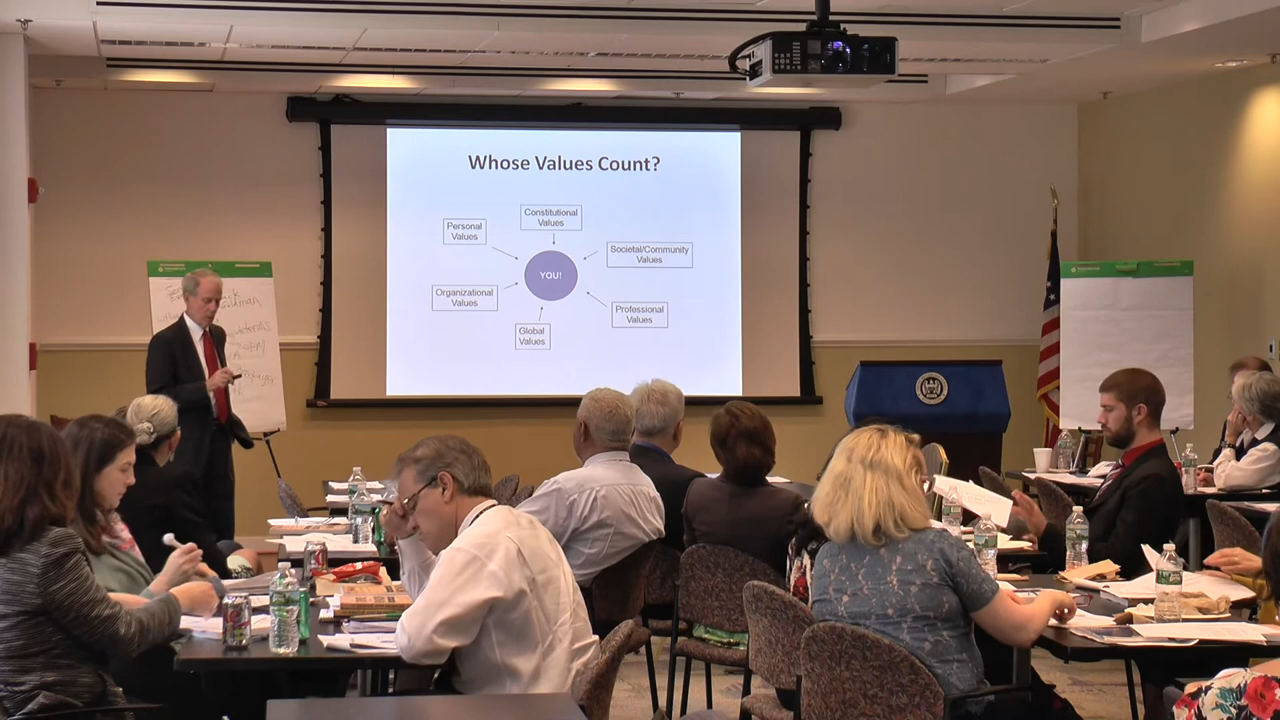 Whose Values Count?
Constitutional
Values
Personal
Values
Societal/Community
Values
YOU!
Organizational
Values
Professional
Values
Global
Values